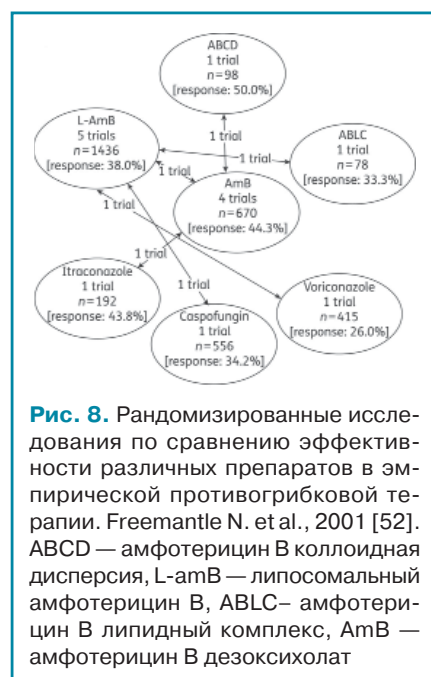 ABCD
1 trial
n=98
[response: 50.0%]
L-AmB
5 trials
n=1436
[response: 38.0%]
1 trial
ABLC
1 trial
n=78
[response: 33.3%]
1 trial
1 trial
AmB
4 trials
n=670
[response: 44.3%]
1 trial
1 trial
Itraconazole
1 trial
n=192
[response: 43.8%]
1 trial
Caspofungin
1 trial
n=556
[response: 34.2%]
Voriconazole
1 trial
n=415
[response: 26.0%]
Рис. 8. Рандомизированные иссле-
дования по сравнению эффектив-
ности различных препаратов в эм-
пирической противогрибковой те-
рапии. Freemantle N. et al., 2001 [52].
ABCD — амфотерицин В коллоидная
дисперсия, L-amB — липосомальный
амфотерицин В, ABLC– амфотери-
цин В липидный комплекс, AmB —
амфотерицин В дезоксихолат